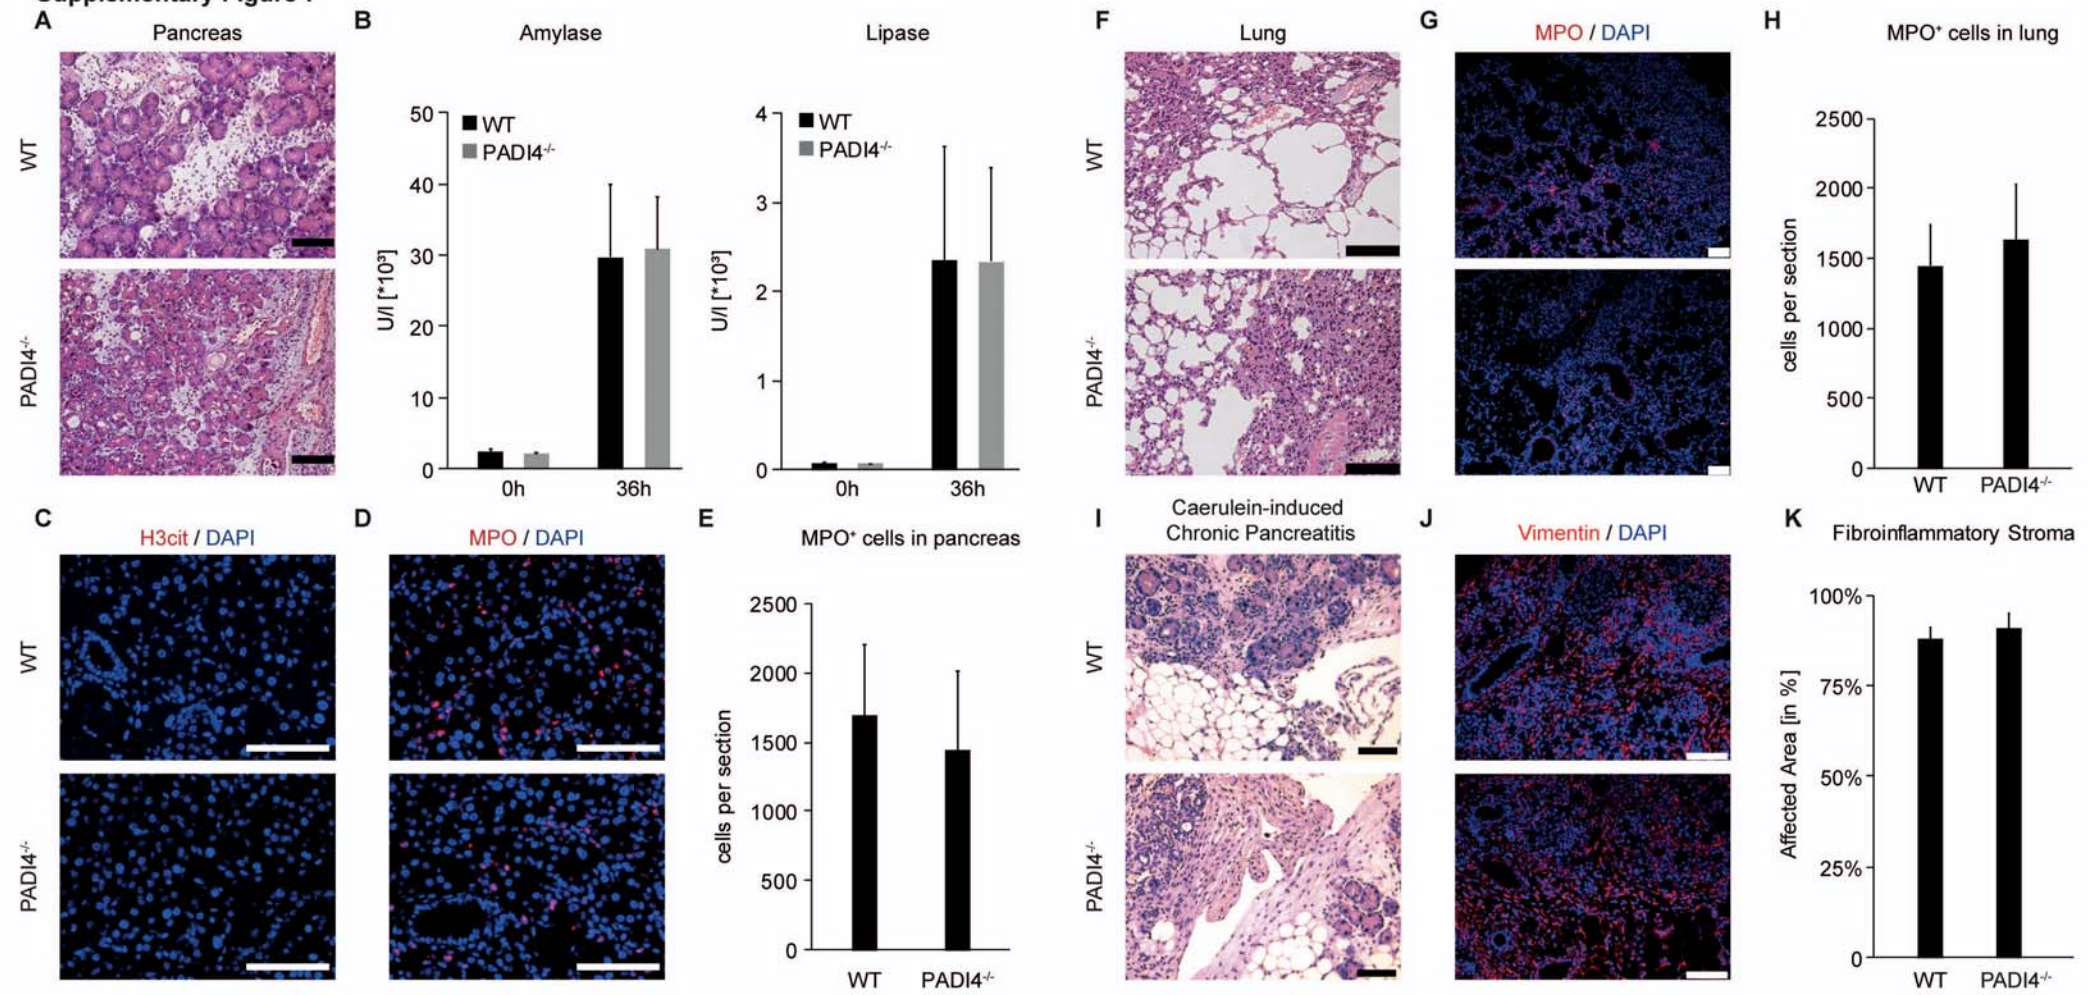 A
Pancreas
WT
PADI4-/-
B
Amylase
50
40
30
20
10
0
U/l [*10³]
WT
PADI4-/-
0h
36h
Lipase
4
3
2
1
0
U/l [*10³]
WT
PADI4-/-
0h
36h
C
H3cit / DAPI
WT
PADI4-/-
D
MPO / DAPI
E
MPO+ cells in pancreas
2500
2000
1500
1000
500
0
cells per section
WT
PADI4-/-
F
Lung
WT
PADI4-/-
G
MPO / DAPI
H
MPO+ cells in lung
2500
2000
1500
1000
500
0
cells per section
WT
PADI4-/-
I
Caerulein-induced
Chronic Pancreatitis
WT
PADI4-/-
J
Vimentin / DAPI
K
Fibroinflammatory Stroma
100%
75%
50%
25%
0
Affected Area [in %]
WT
PADI4-/-